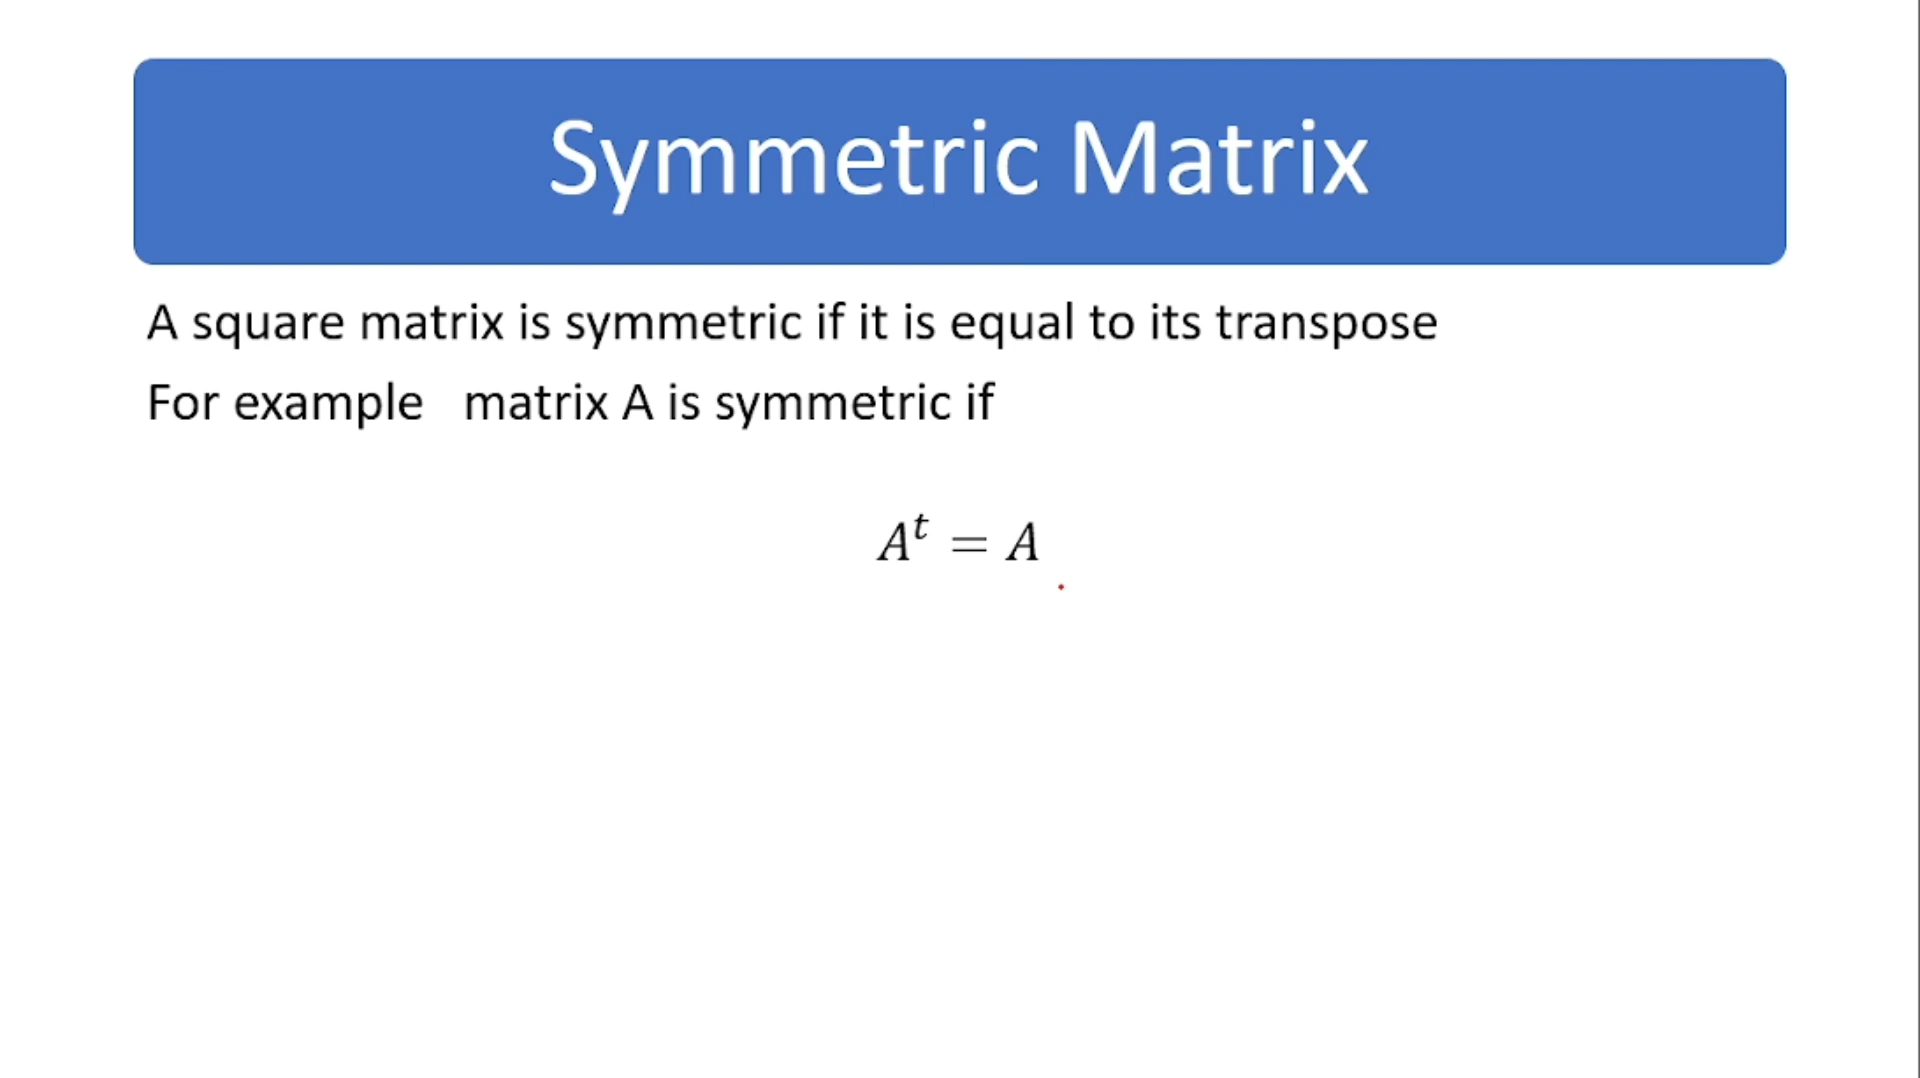 Symmetric Matrix
A square matrix is symmetric if it is equal to its transpose
For example matrix A is symmetric if
Aᵗ = A